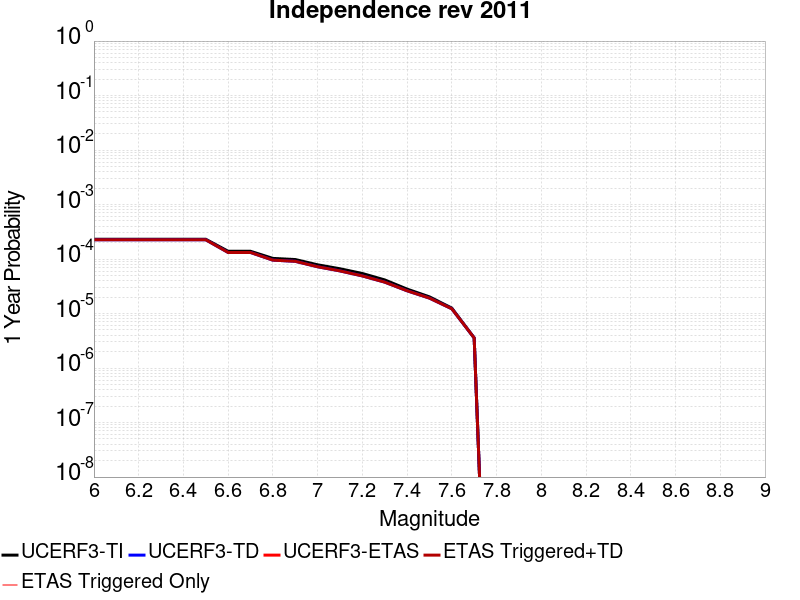 Independence rev 2011
10^0
10^-1
10^-2
10^-3
10^-4
10^-5
10^-6
10^-7
10^-8
1 Year Probability
6 6.2 6.4 6.6 6.8 7 7.2 7.4 7.6 7.8 8 8.2 8.4 8.6 8.8 9
Magnitude
UCERF3-TI UCERF3-TD UCERF3-ETAS ETAS Triggered+TD
ETAS Triggered Only